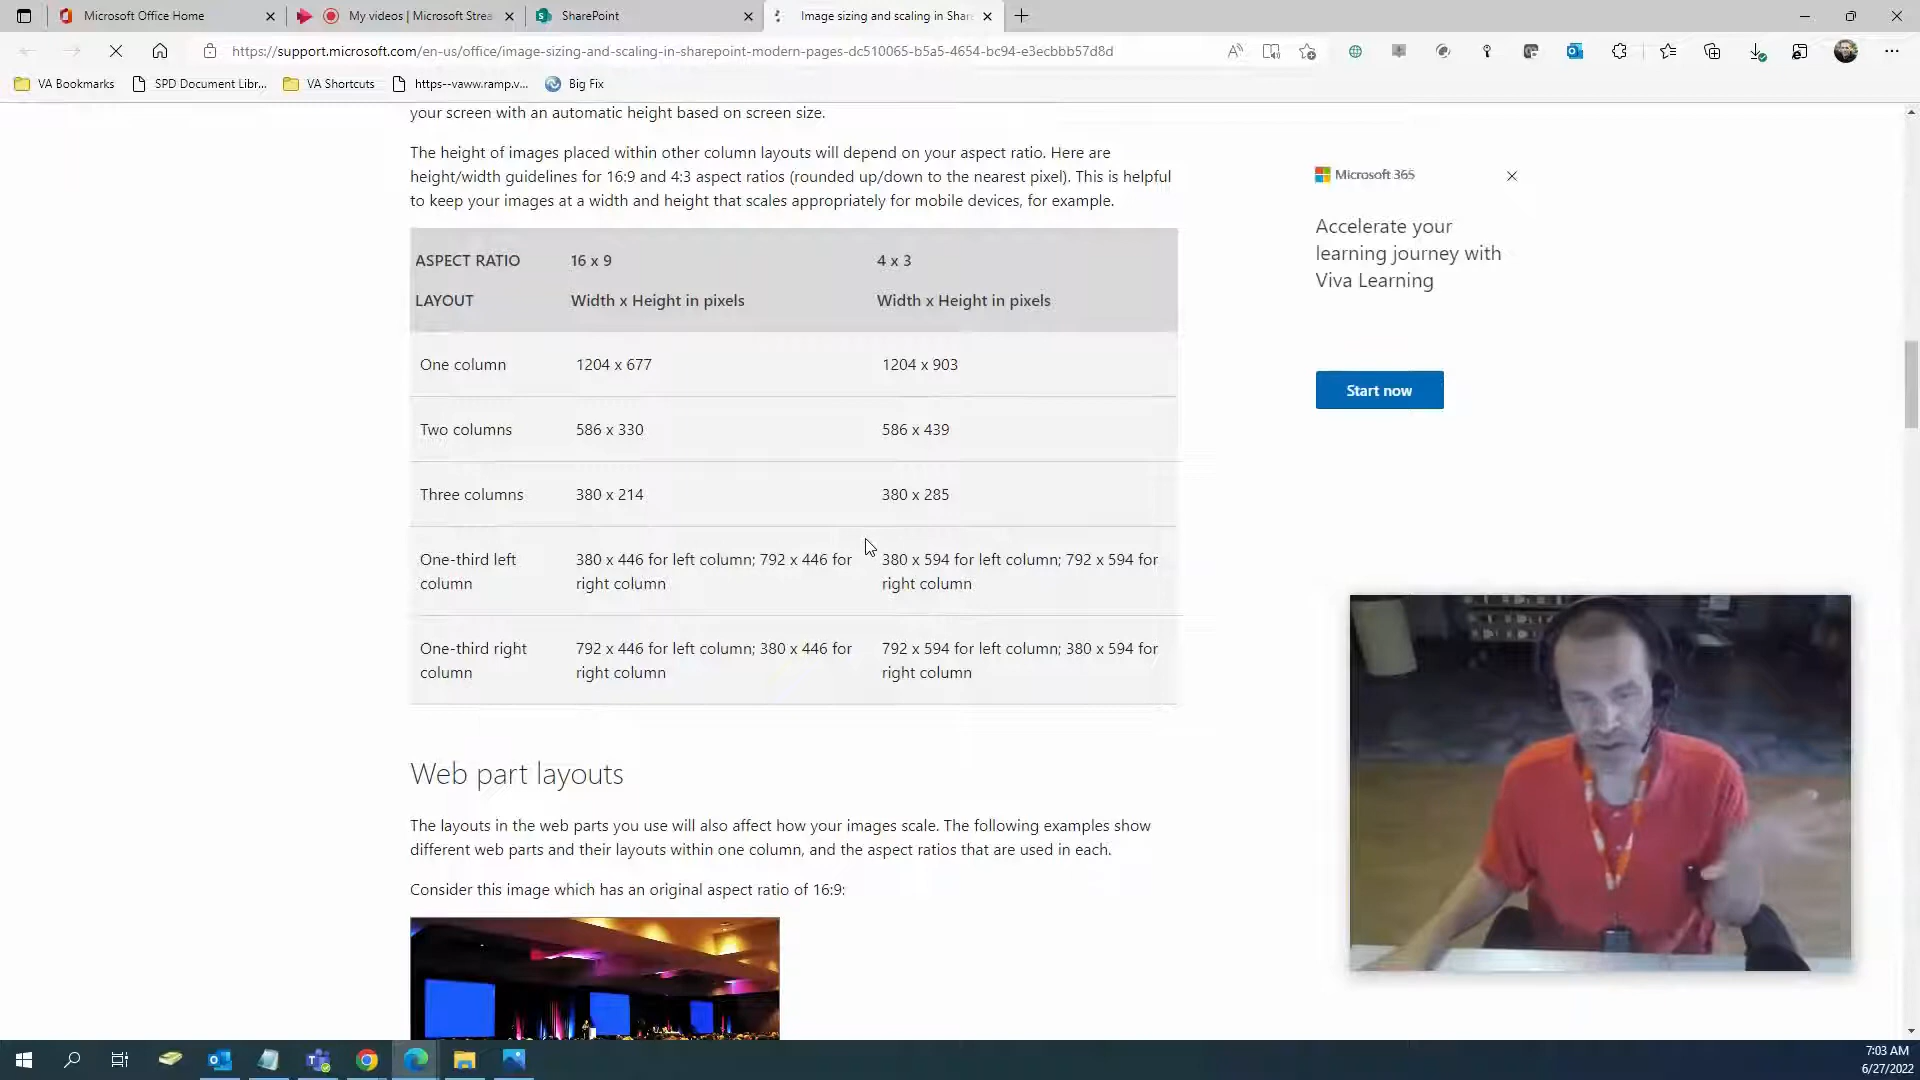 Microsoft Office Home
My videos | Microsoft Strea
SharePoint
Image sizing and scaling in Shar
https://support.microsoft.com/en-us/office/image-sizing-and-scaling-in-sharepoint-modern-pages-dc510065-b5a5-4654-bc94-e3ecbbb57d8d
VA Bookmarks
SPD Document Libr...
VA Shortcuts
https--vaww.ramp.v...
Big Fix
your screen with an automatic height based on screen size.
The height of images placed within other column layouts will depend on your aspect ratio. Here are
height/width guidelines for 16:9 and 4:3 aspect ratios (rounded up/down to the nearest pixel). This is helpful
to keep your images at a width and height that scales appropriately for mobile devices, for example.
ASPECT RATIO 16 x 9 4 x 3
LAYOUT Width x Height in pixels Width x Height in pixels
One column 1204 x 677 1204 x 903
Two columns 586 x 330 586 x 439
Three columns 380 x 214 380 x 285
One-third left 380 x 446 for left column; 792 x 446 for 380 x 594 for left column; 792 x 594 for
column right column right column
One-third right 792 x 446 for left column; 380 x 446 for 792 x 594 for left column; 380 x 594 for
column right column right column
Web part layouts
The layouts in the web parts you use will also affect how your images scale. The following examples show
different web parts and their layouts within one column, and the aspect ratios that are used in each.
Consider this image which has an original aspect ratio of 16:9:
Microsoft 365
Accelerate your
learning journey with
Viva Learning
Start now
7:03 AM
6/27/2022